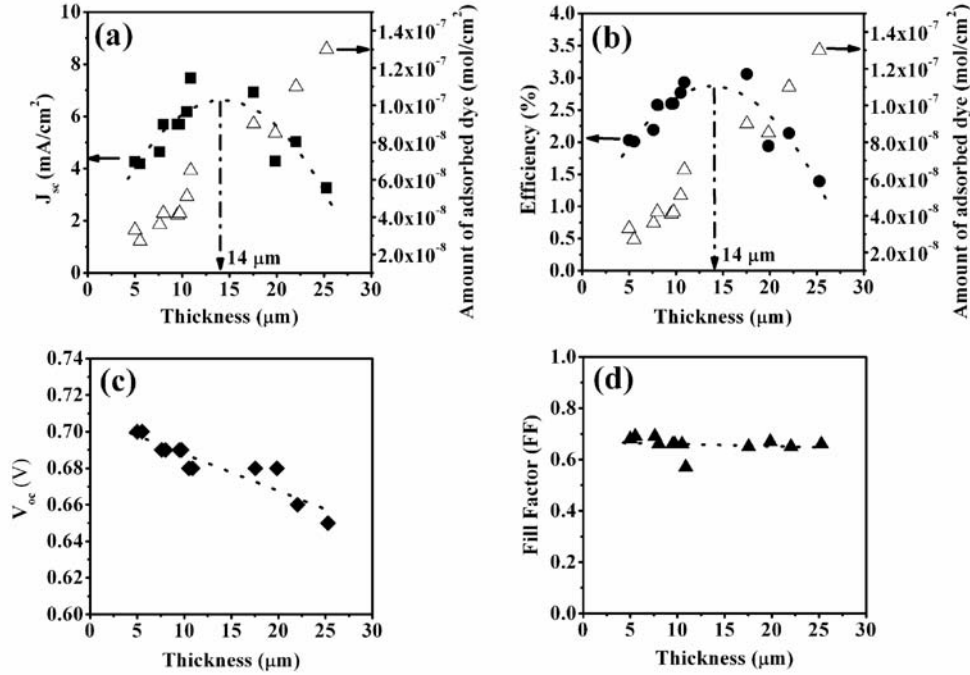 (a)
J_sc (mA/cm²)
10
8
6
4
2
0
0 5 10 15 20 25 30
Thickness (μm)
14 μm
1.4x10⁻⁷
1.2x10⁻⁷
1.0x10⁻⁷
8.0x10⁻⁸
6.0x10⁻⁸
4.0x10⁻⁸
2.0x10⁻⁸
Amount of adsorbed dye (mol/cm²)
(b)
Efficiency (%)
4.0
3.5
3.0
2.5
2.0
1.5
1.0
0.5
0.0
0 5 10 15 20 25 30
Thickness (μm)
14 μm
1.4x10⁻⁷
1.2x10⁻⁷
1.0x10⁻⁷
8.0x10⁻⁸
6.0x10⁻⁸
4.0x10⁻⁸
2.0x10⁻⁸
Amount of adsorbed dye (mol/cm²)
(c)
V_oc (V)
0.74
0.72
0.70
0.68
0.66
0.64
0.62
0.60
0 5 10 15 20 25 30
Thickness (μm)
(d)
Fill Factor (FF)
1.0
0.8
0.6
0.4
0.2
0.0
0 5 10 15 20 25 30
Thickness (μm)